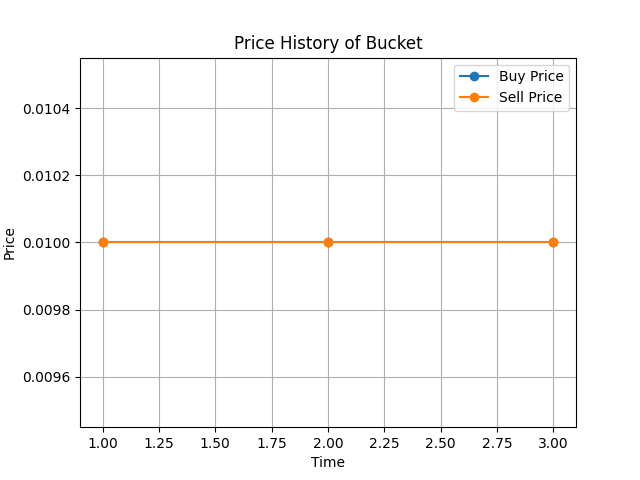 Price History of Bucket
Buy Price
Sell Price
Price
0.0104
0.0102
0.0100
0.0098
0.0096
1.00 1.25 1.50 1.75 2.00 2.25 2.50 2.75 3.00
Time